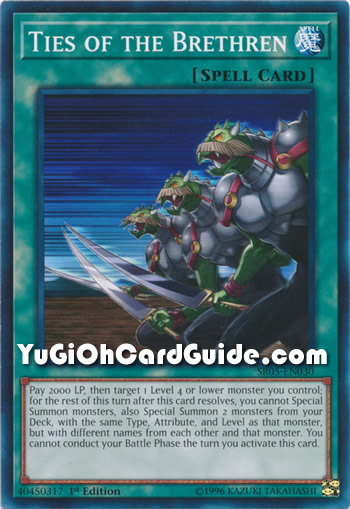 TIES OF THE BRETHREN
魔
[SPELL CARD]
YuGiOhCardGuide.com
SR05-EN030
Pay 2000 LP, then target 1 Level 4 or lower monster you control;
for the rest of this turn after this card resolves, you cannot Special
Summon monsters, also Special Summon 2 monsters from your
Deck, with the same Type, Attribute, and Level as that monster,
but with different names from each other and that monster. You
cannot conduct your Battle Phase the turn you activate this card.
40450317 1st Edition ©1996 KAZUKI TAKAHASHI